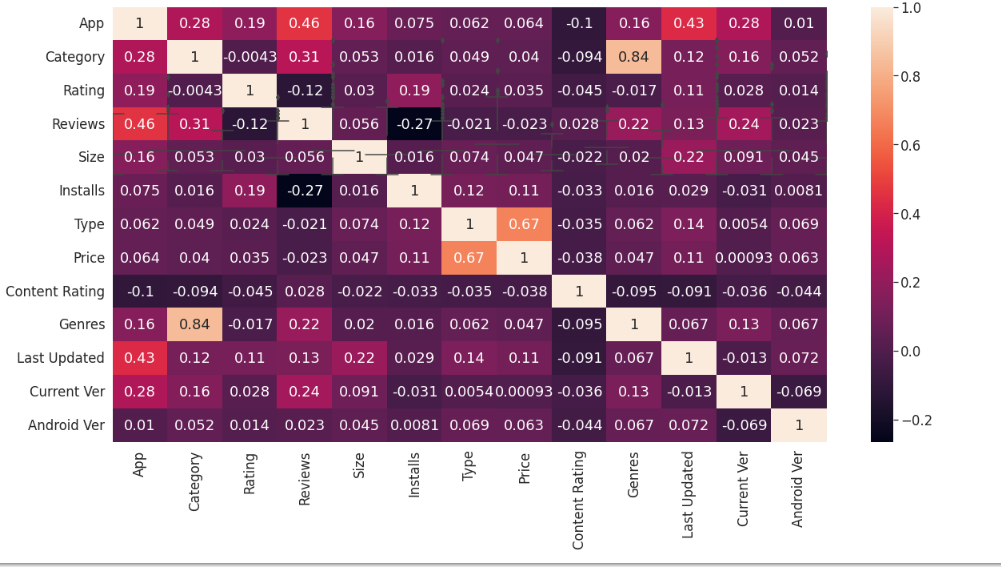 App 1 0.28 0.19 0.46 0.16 0.075 0.062 0.064 -0.1 0.16 0.43 0.28 0.01 1.0
Category 0.28 1 -0.0043 0.31 0.053 0.016 0.049 0.04 -0.094 0.84 0.12 0.16 0.052 0.8
Rating 0.19 -0.0043 1 -0.12 0.03 0.19 0.024 0.035 -0.045 -0.017 0.11 0.028 0.014
Reviews 0.46 0.31 -0.12 1 0.056 -0.27 -0.021 -0.023 0.028 0.22 0.13 0.24 0.023 0.6
Size 0.16 0.053 0.03 0.056 1 0.016 0.074 0.047 -0.022 0.02 0.22 0.091 0.045
Installs 0.075 0.016 0.19 -0.27 0.016 1 0.12 0.11 -0.033 0.016 0.029 -0.031 0.0081
Type 0.062 0.049 0.024 -0.021 0.074 0.12 1 0.67 -0.035 0.062 0.14 0.0054 0.069 0.4
Price 0.064 0.04 0.035 -0.023 0.047 0.11 0.67 1 -0.038 0.047 0.11 0.00093 0.063
Content Rating -0.1 -0.094 -0.045 0.028 -0.022 -0.033 -0.035 -0.038 1 -0.095 -0.091 -0.036 -0.044 0.2
Genres 0.16 0.84 -0.017 0.22 0.02 0.016 0.062 0.047 -0.095 1 0.067 0.13 0.067
Last Updated 0.43 0.12 0.11 0.13 0.22 0.029 0.14 0.11 -0.091 0.067 1 -0.013 0.072 0.0
Current Ver 0.28 0.16 0.028 0.24 0.091 -0.031 0.0054 0.00093 -0.036 0.13 -0.013 1 -0.069
Android Ver 0.01 0.052 0.014 0.023 0.045 0.0081 0.069 0.063 -0.044 0.067 0.072 -0.069 1 −0.2
App Category Rating Reviews Size Installs Type Price Content Rating Genres Last Updated Current Ver Android Ver